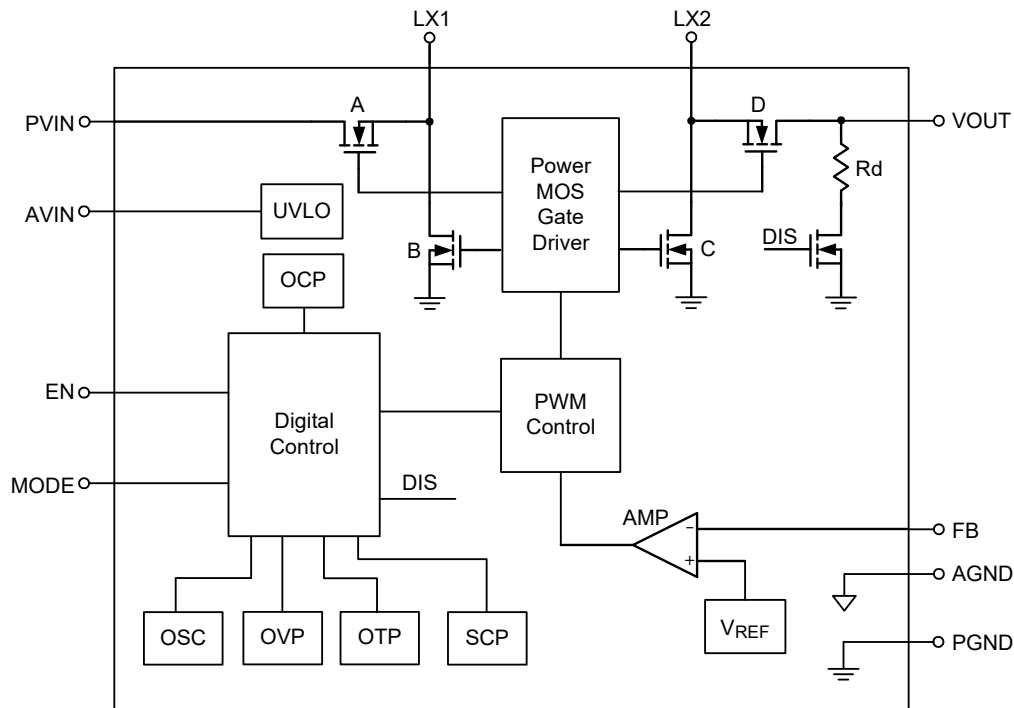 LX1
LX2
PVIN
A
D
VOUT
Power
MOS
Gate
Driver
Rd
AVIN
UVLO
B
C
DIS
OCP
EN
Digital
Control
PWM
Control
MODE
DIS
AMP
-
+
FB
AGND
VREF
OSC
OVP
OTP
SCP
PGND